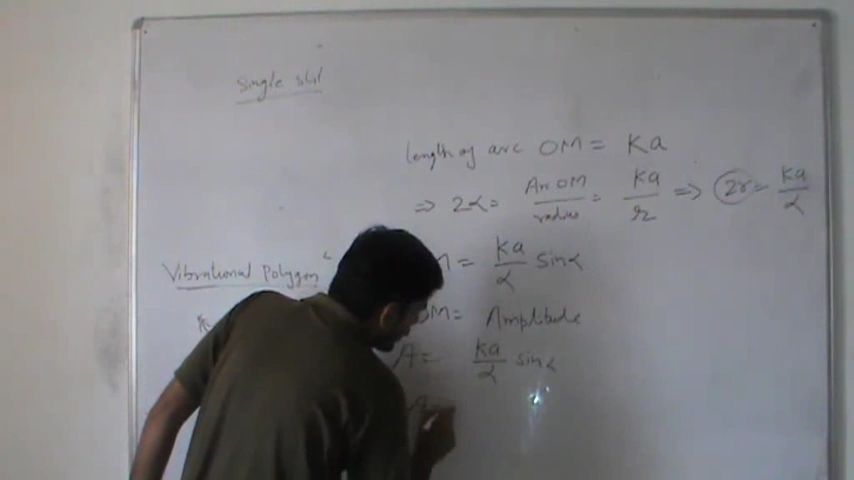 Single slit
length of arc OM = Ka
⇒ 2α = Arc OM / radius = Ka / r ⇒ 2r = Ka / α
Vibrational polygon
M = Ka / α sinα
OM = Amplitude
A = Ka / α sinα
A =